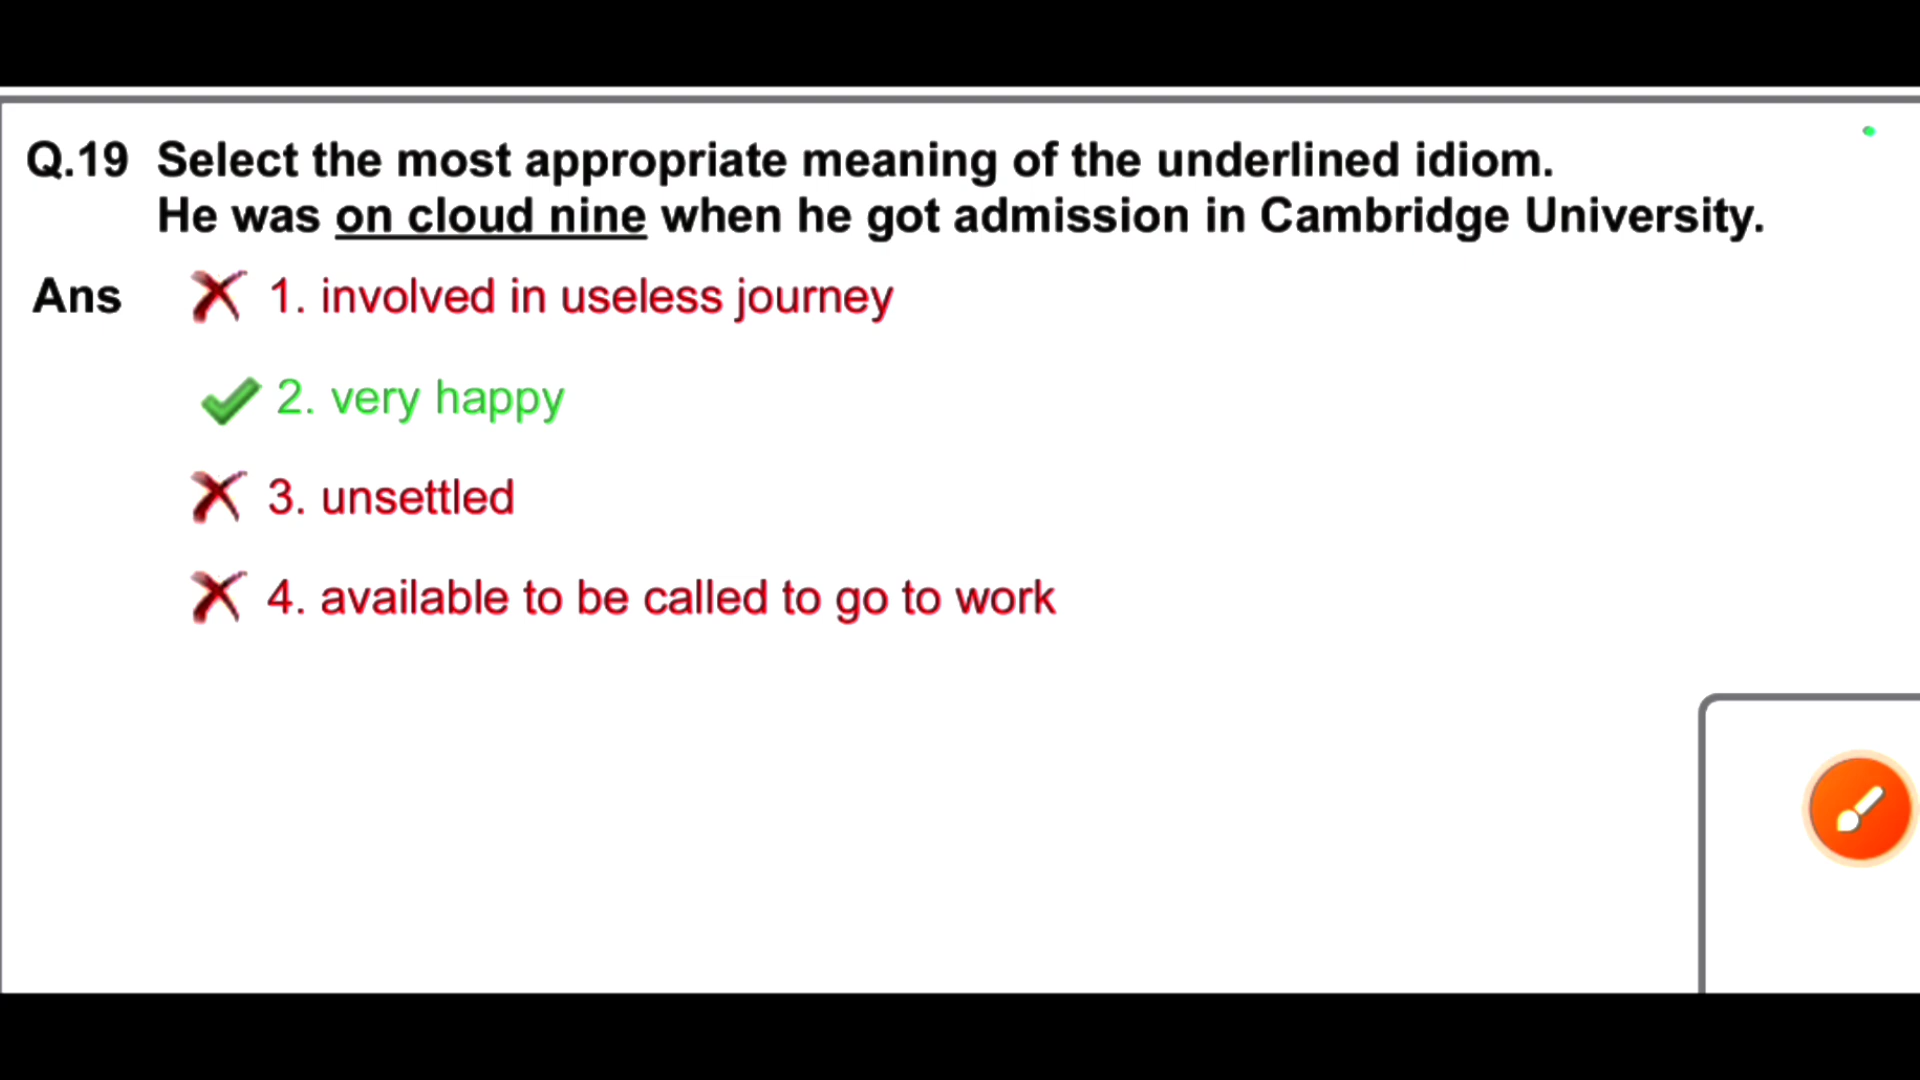 Q.19 Select the most appropriate meaning of the underlined idiom.
He was on cloud nine when he got admission in Cambridge University.
Ans 1. involved in useless journey
2. very happy
3. unsettled
4. available to be called to go to work